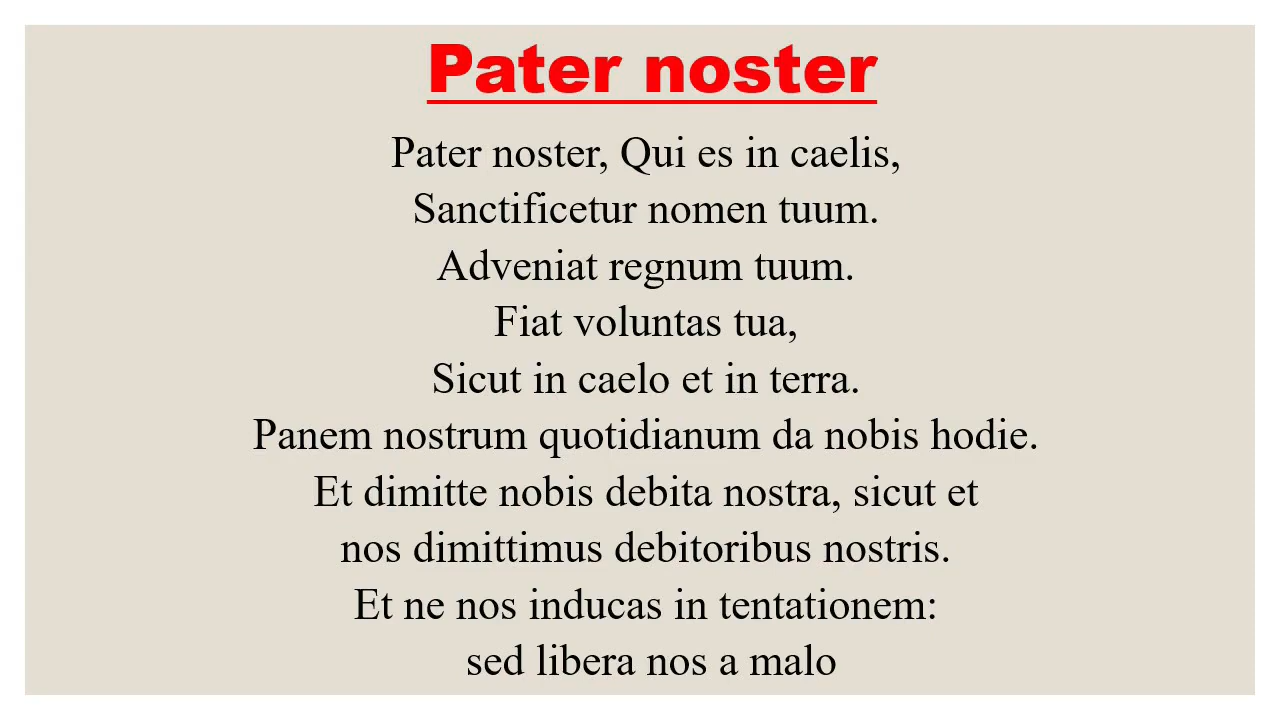 Pater noster
Pater noster, Qui es in caelis,
Sanctificetur nomen tuum.
Adveniat regnum tuum.
Fiat voluntas tua,
Sicut in caelo et in terra.
Panem nostrum quotidianum da nobis hodie.
Et dimitte nobis debita nostra, sicut et
nos dimittimus debitoribus nostris.
Et ne nos inducas in tentationem:
sed libera nos a malo